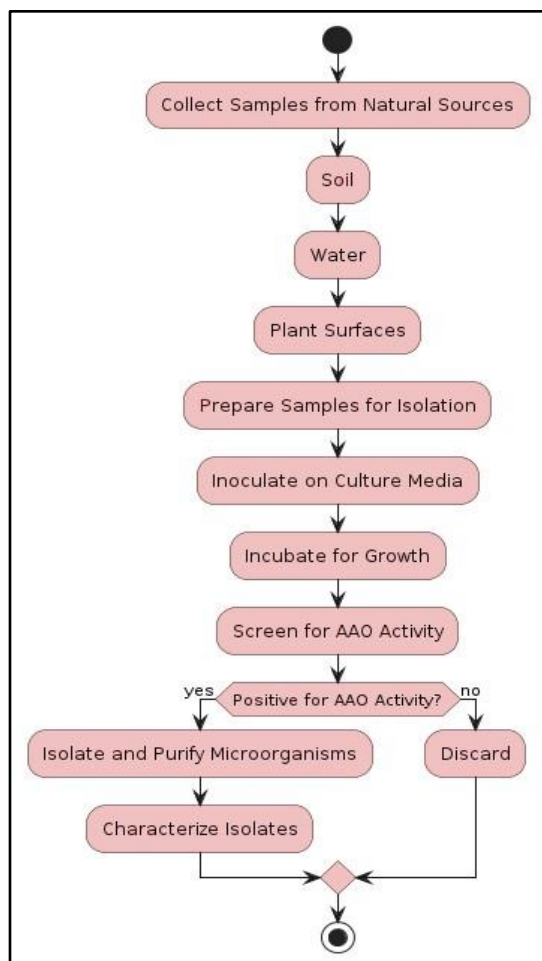 Collect Samples from Natural Sources
Soil
Water
Plant Surfaces
Prepare Samples for Isolation
Inoculate on Culture Media
Incubate for Growth
Screen for AAO Activity
yes
Positive for AAO Activity?
no
Isolate and Purify Microorganisms
Discard
Characterize Isolates